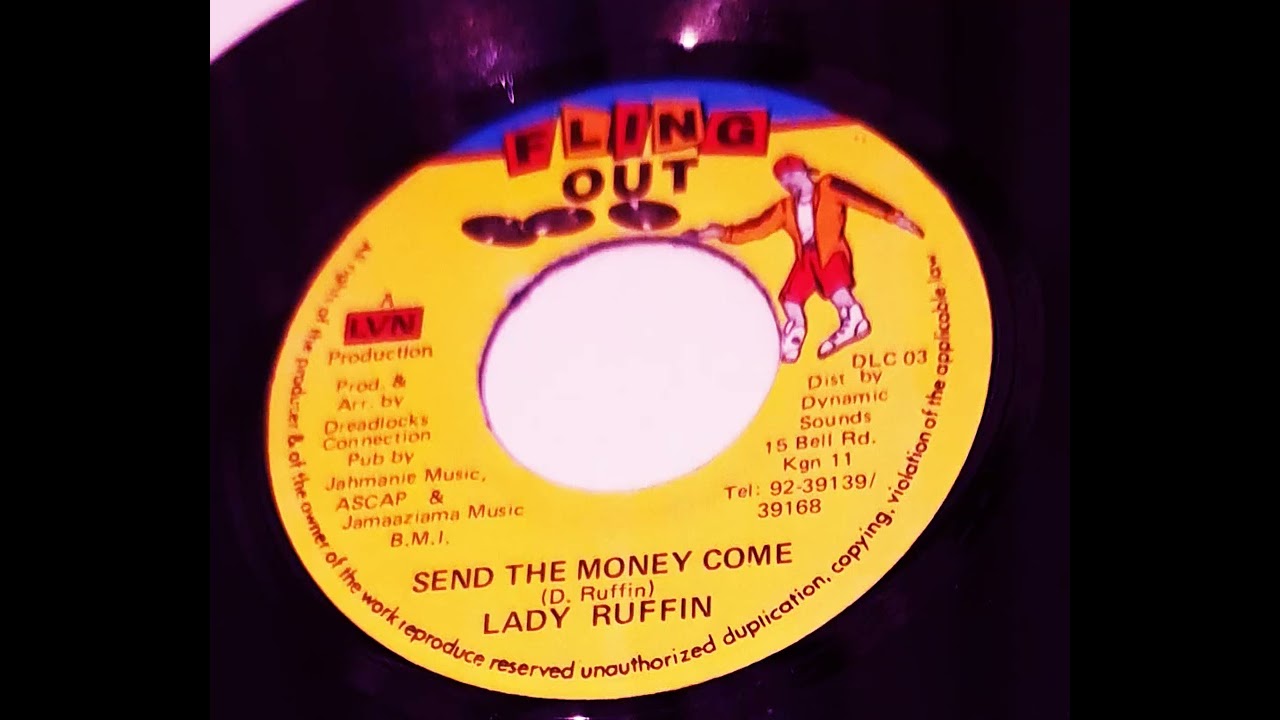 FLING
OUT
A
LVN
Production
Prod. &
Arr. by
Dreadlocks
Connection
Pub by
Jahmanie Music,
ASCAP &
Jamaaziama Music
B.M.I.
DLC 03
Dist by
Dynamic
Sounds
15 Bell Rd.
Kgn 11
Tel: 92-39139/
39168
SEND THE MONEY COME
(D. Ruffin)
LADY RUFFIN
All rights of the producer & of the owner of the work reproduce reserved unauthorized duplication, copying, violation of the applicable law